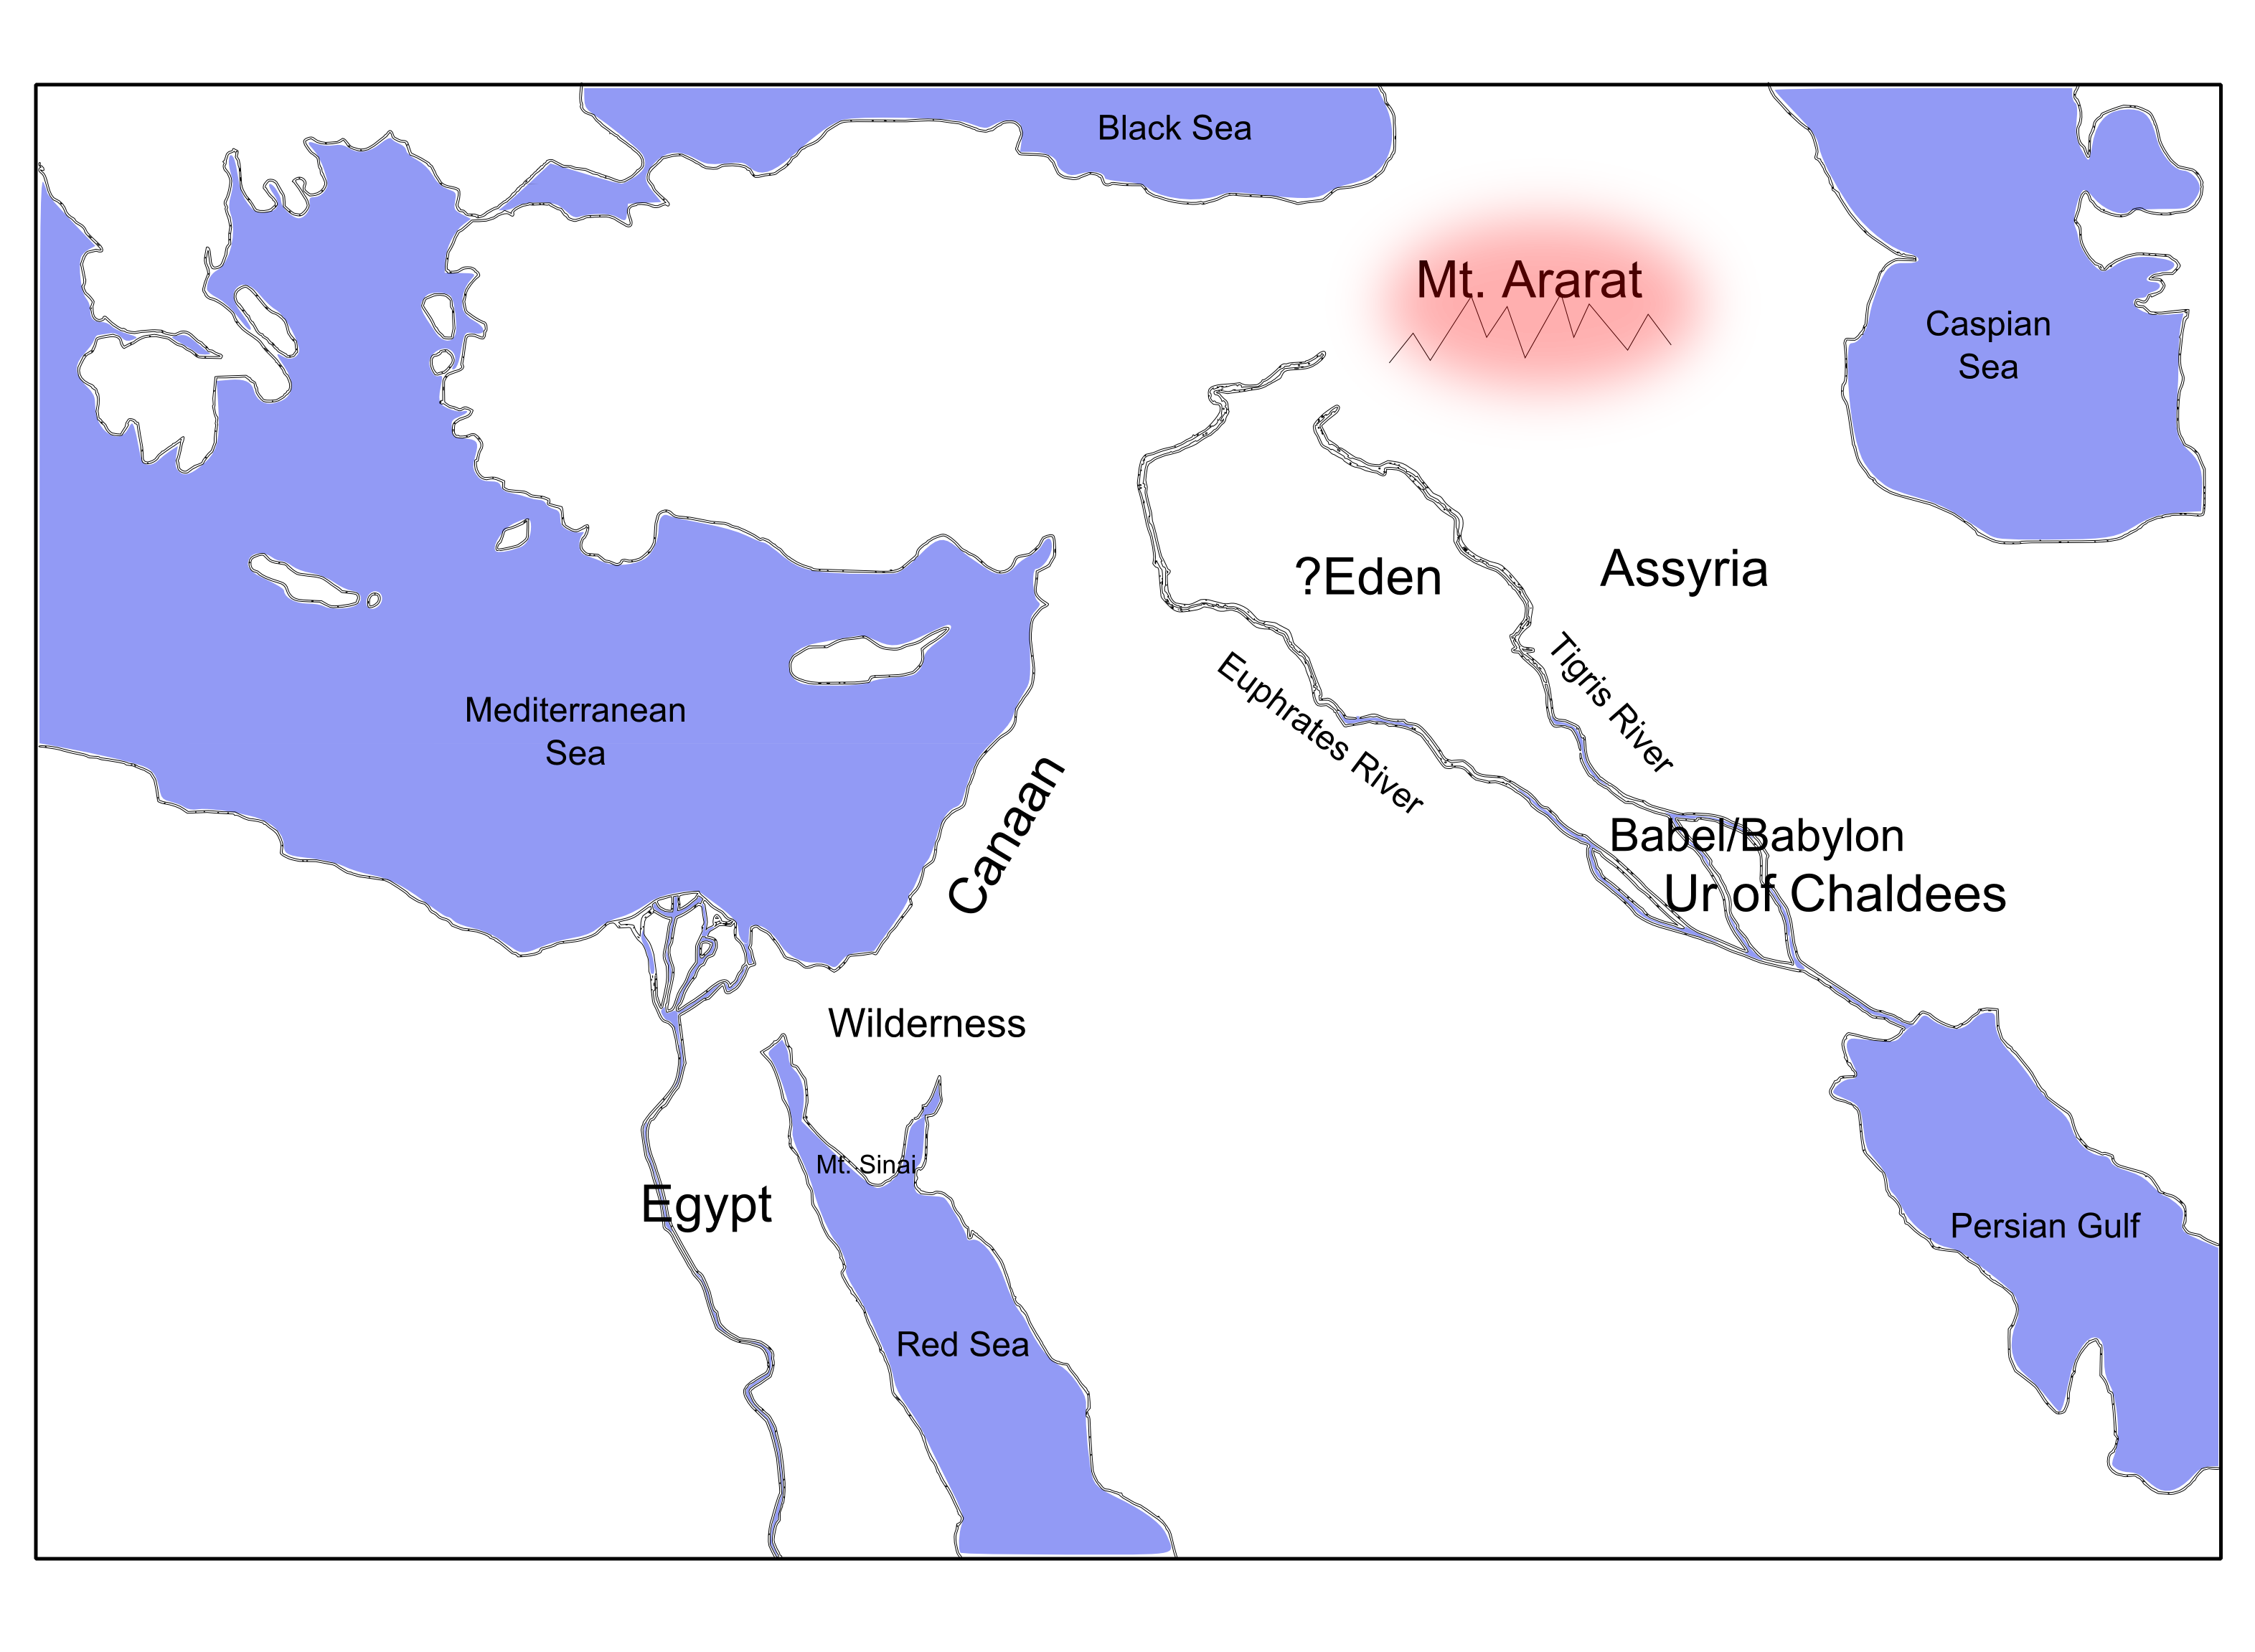 Black Sea
Mt. Ararat
Caspian
Sea
?Eden
Assyria
Tigris River
Euphrates River
Mediterranean
Sea
Canaan
Babel/Babylon
Ur of Chaldees
Wilderness
Mt. Sinai
Egypt
Persian Gulf
Red Sea